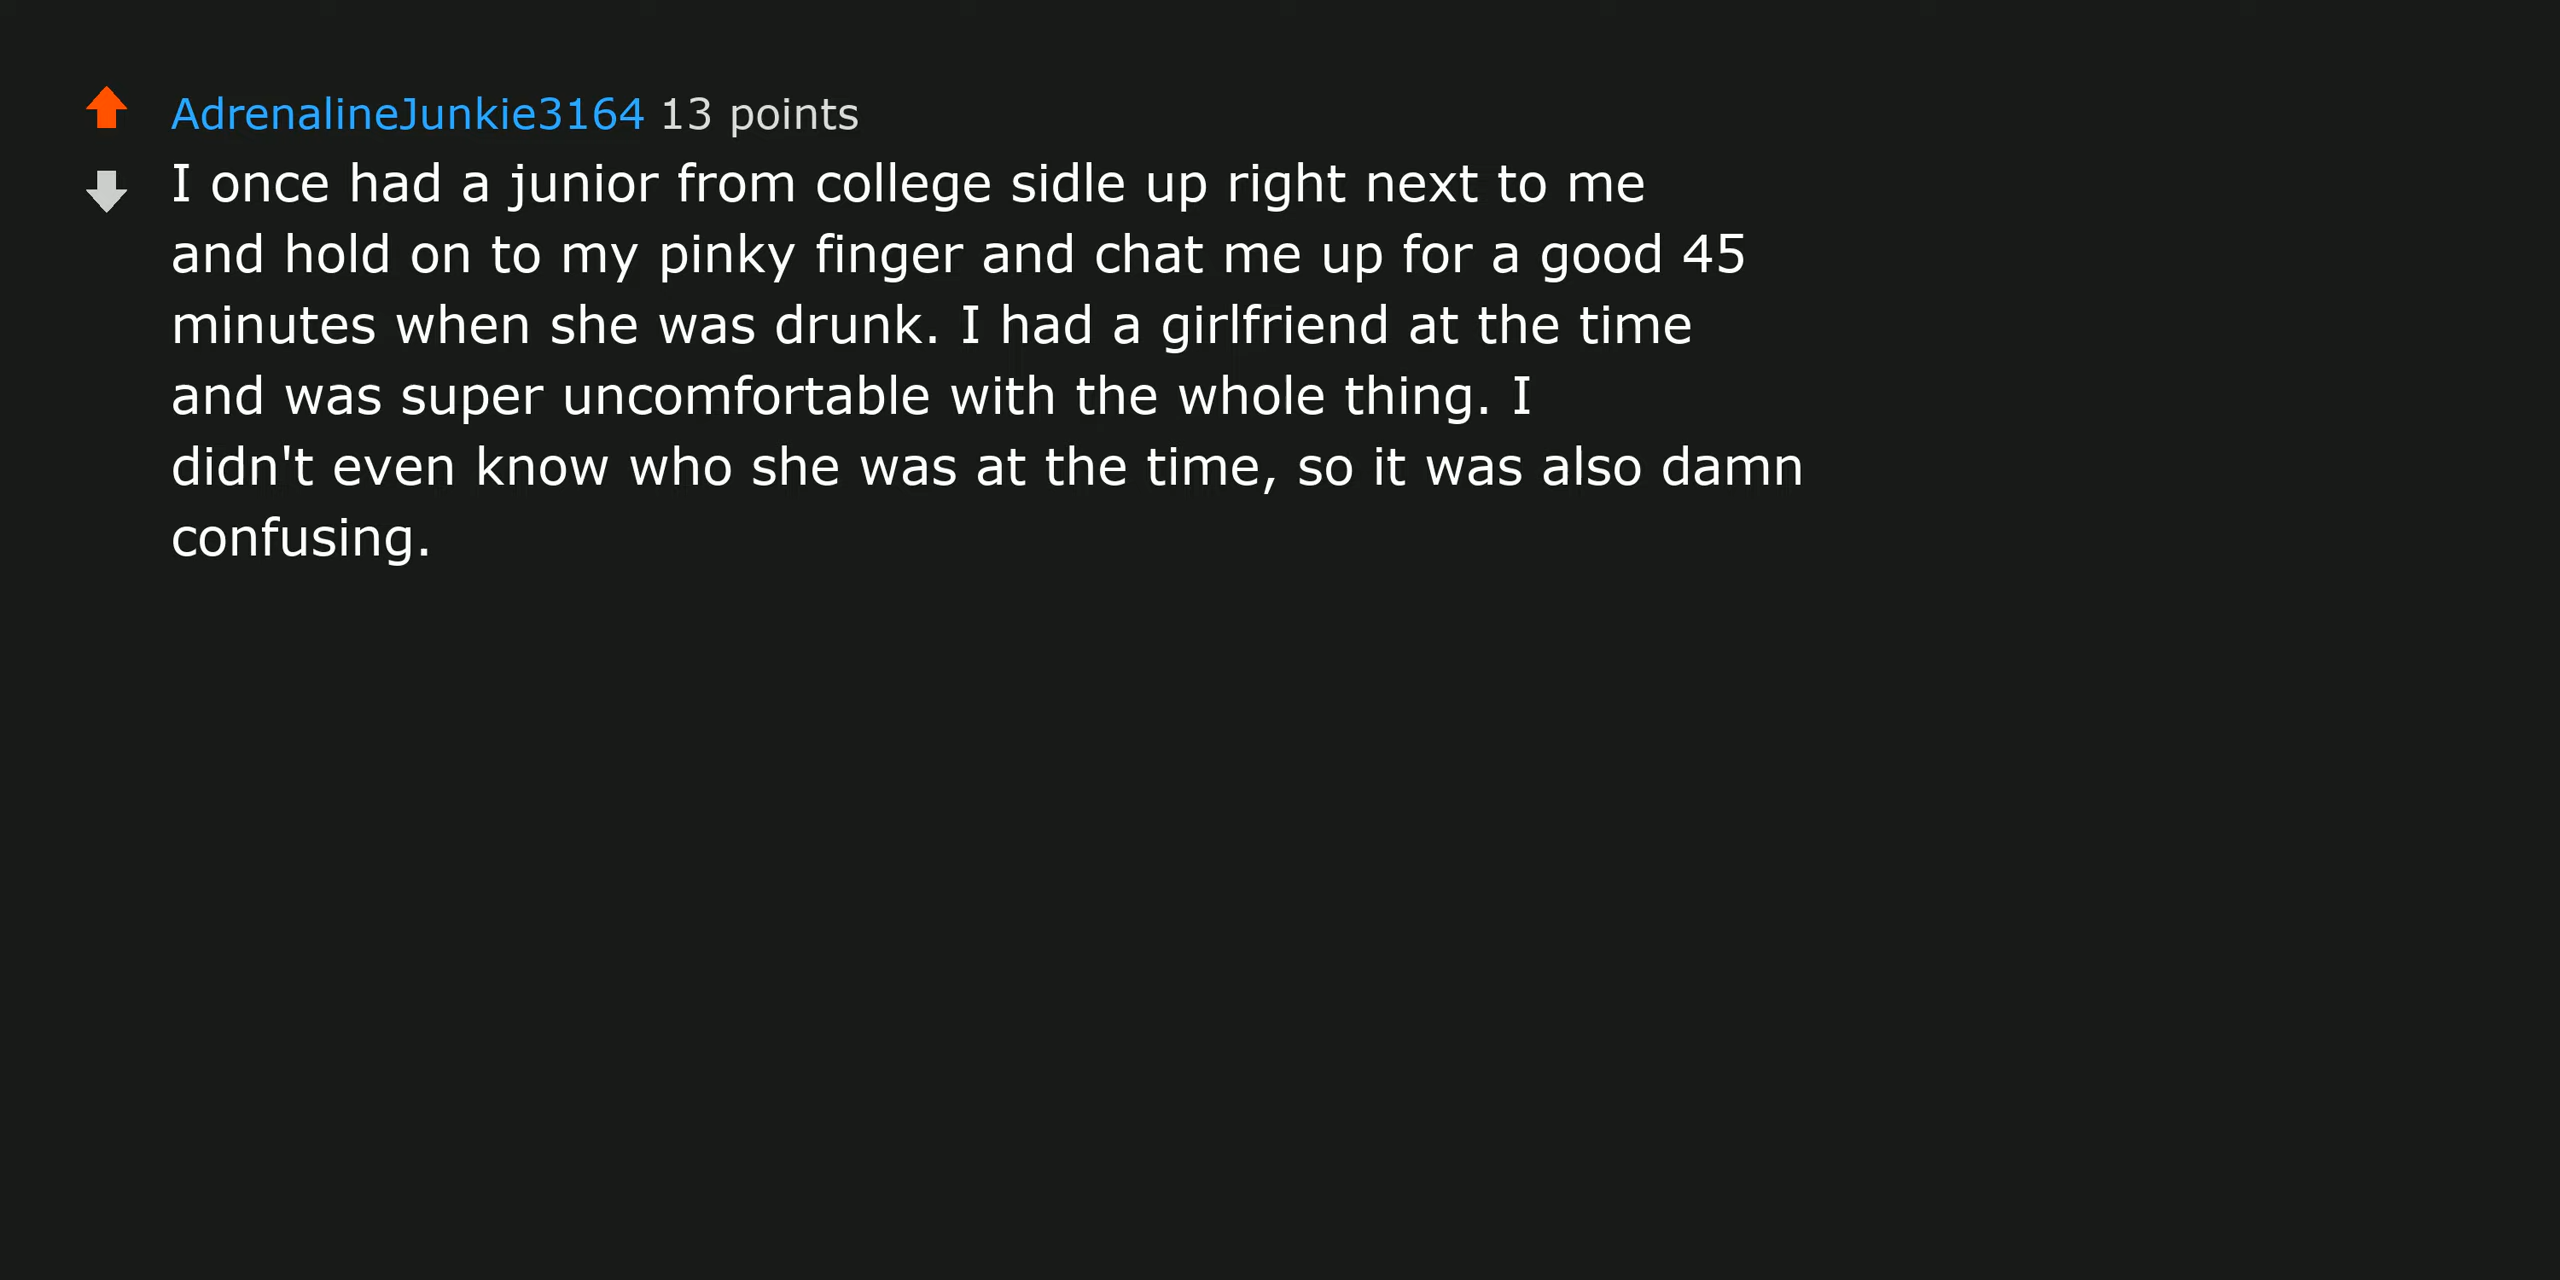 AdrenalineJunkie3164 13 points
I once had a junior from college sidle up right next to me
and hold on to my pinky finger and chat me up for a good 45
minutes when she was drunk. I had a girlfriend at the time
and was super uncomfortable with the whole thing. I
didn't even know who she was at the time, so it was also damn
confusing.